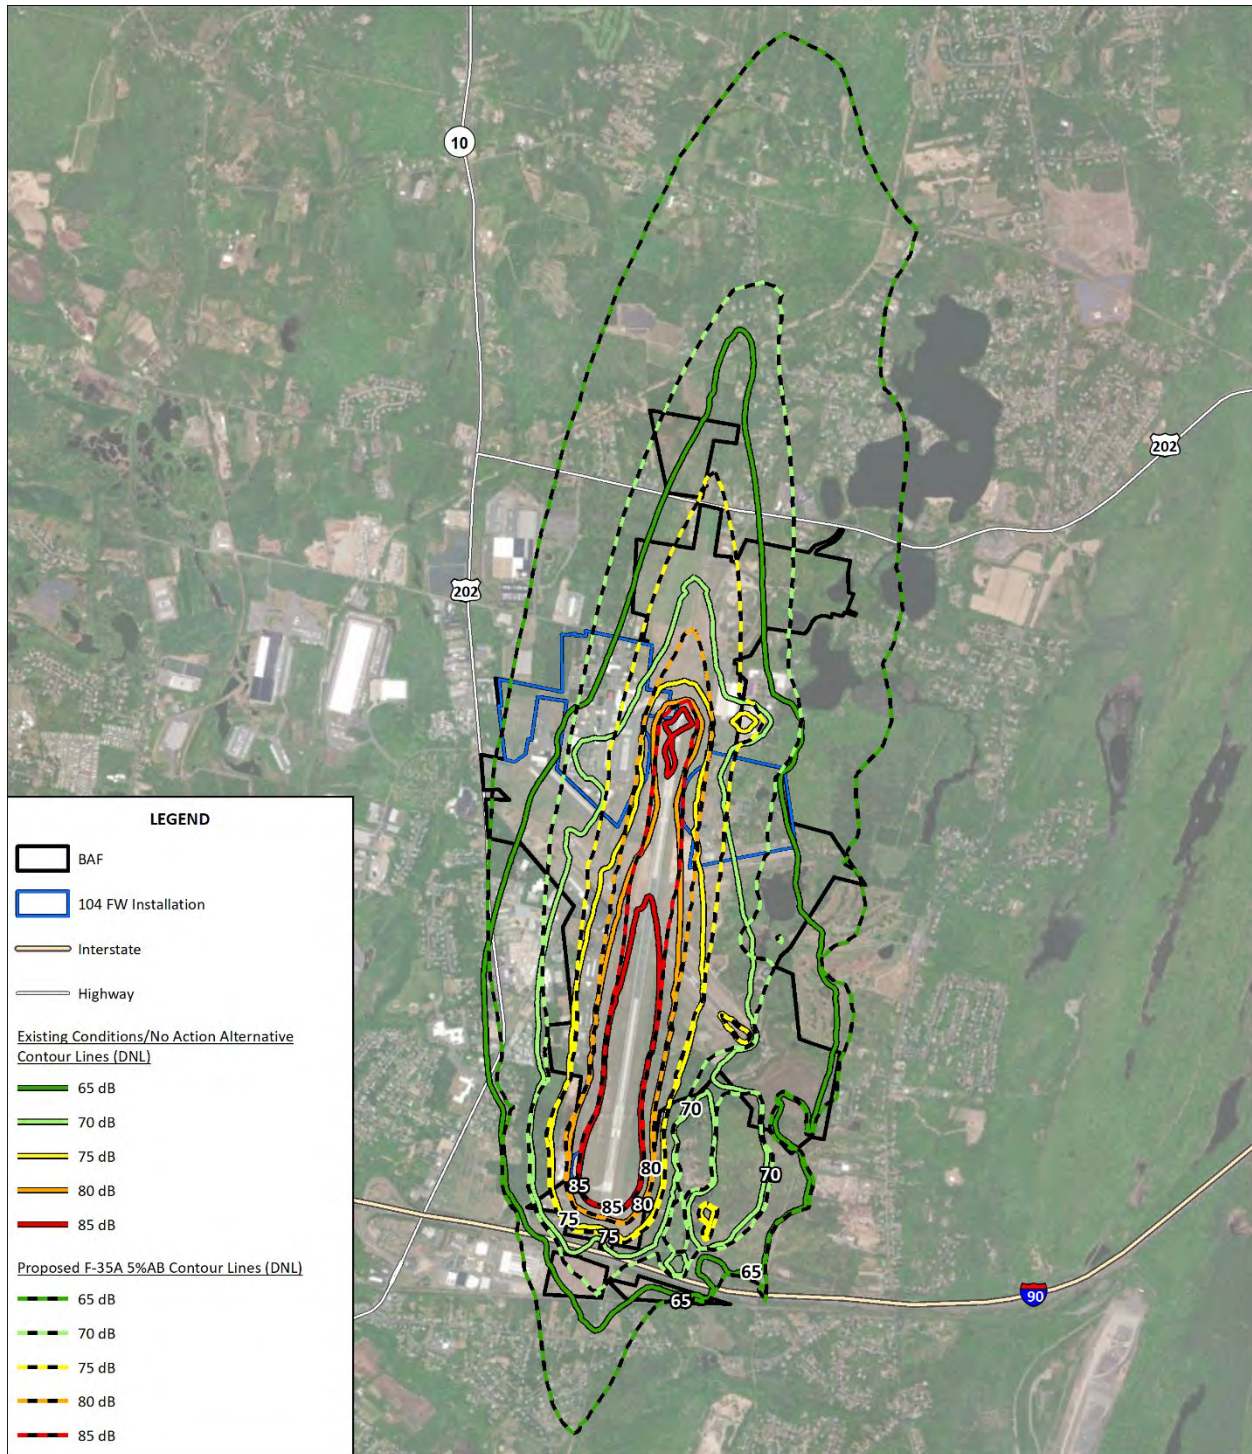 10
202
202
LEGEND
BAF
104 FW Installation
Interstate
Highway
Existing Conditions/No Action Alternative
Contour Lines (DNL)
65 dB
70 dB
75 dB
80 dB
85 dB
Proposed F-35A 5%AB Contour Lines (DNL)
65 dB
70 dB
75 dB
80 dB
85 dB
70
70
80
85
85
80
75
75
65
65
90